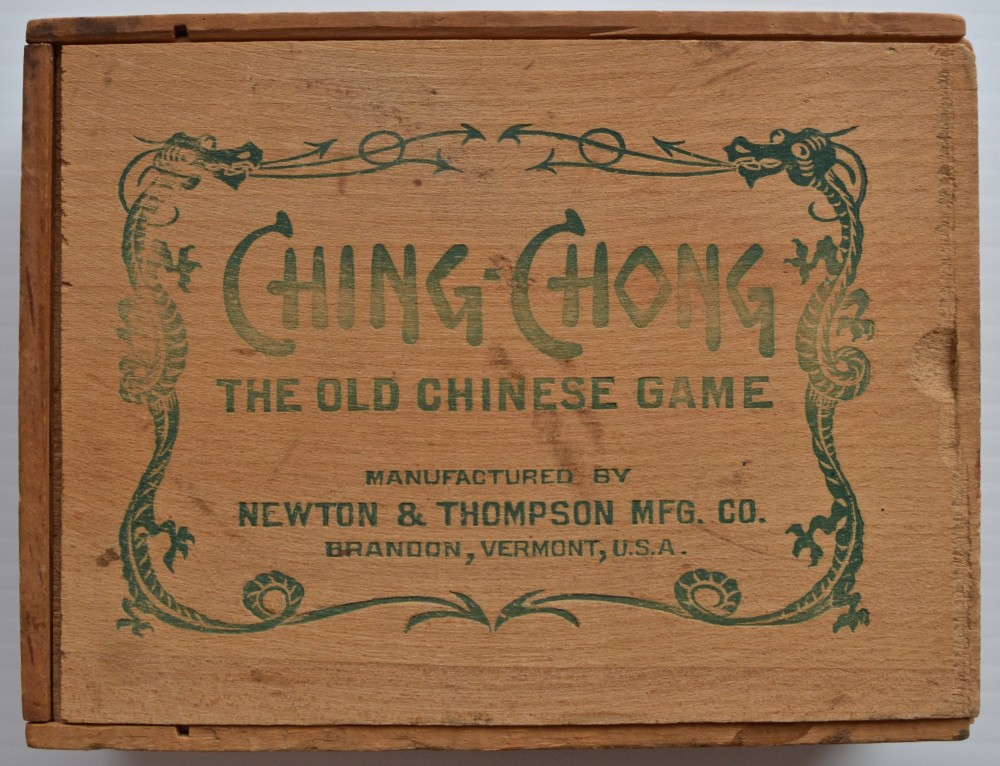 CHING-CHONG
THE OLD CHINESE GAME
MANUFACTURED BY
NEWTON & THOMPSON MFG. CO.
BRANDON, VERMONT, U.S.A.